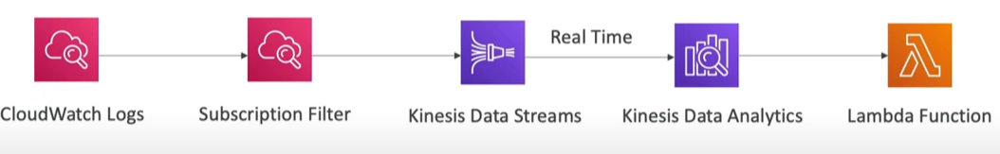 Real Time
CloudWatch Logs
Subscription Filter
Kinesis Data Streams
Kinesis Data Analytics
Lambda Function